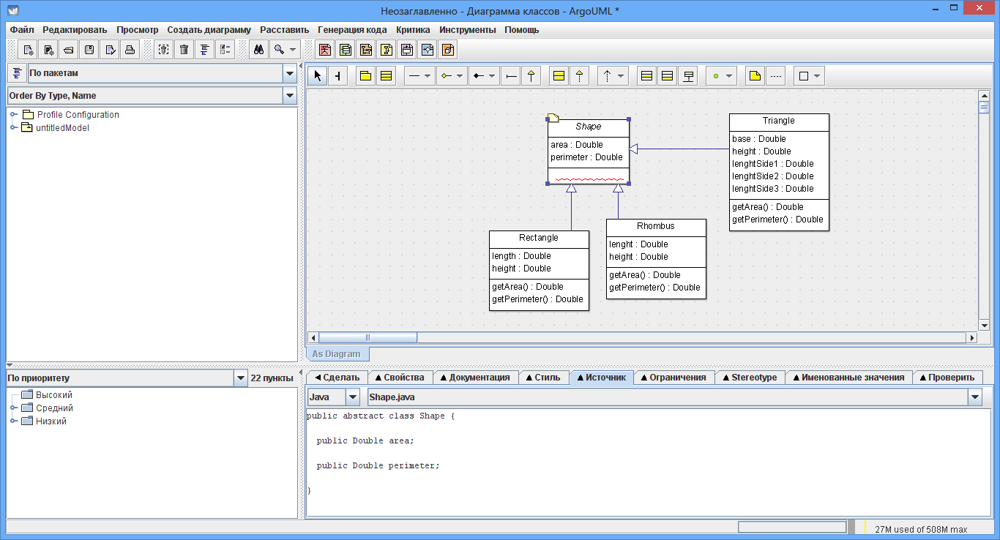 Неозаглавленно - Диаграмма классов - ArgoUML *
Файл Редактировать Просмотр Создать диаграмму Расставить Генерация кода Критика Инструменты Помощь
По пакетам
Order By Type, Name
Profile Configuration
untitledModel
Shape
area : Double
perimeter : Double
Triangle
base : Double
height : Double
lenghtSide1 : Double
lenghtSide2 : Double
lenghtSide3 : Double
getArea() : Double
getPerimeter() : Double
Rectangle
length : Double
height : Double
getArea() : Double
getPerimeter() : Double
Rhombus
lenght : Double
height : Double
getArea() : Double
getPerimeter() : Double
As Diagram
По приоритету 22 пункты
Высокий
Средний
Низкий
Сделать Свойства Документация Стиль Источник Ограничения Stereotype Именованные значения Проверить
Java Shape.java
public abstract class Shape {
public Double area;
public Double perimeter;
}
27M used of 508M max